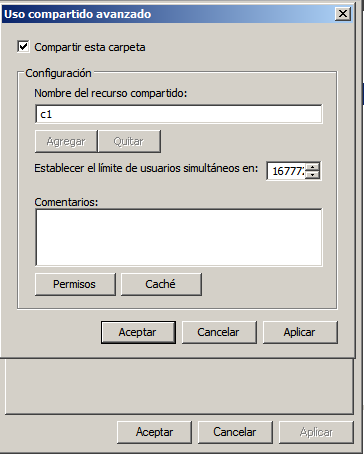 Uso compartido avanzado
Compartir esta carpeta
Configuración
Nombre del recurso compartido:
c1
Agregar Quitar
Establecer el límite de usuarios simultáneos en:
Comentarios:
Permisos Caché
Aceptar Cancelar Aplicar
Aceptar Cancelar Aplicar